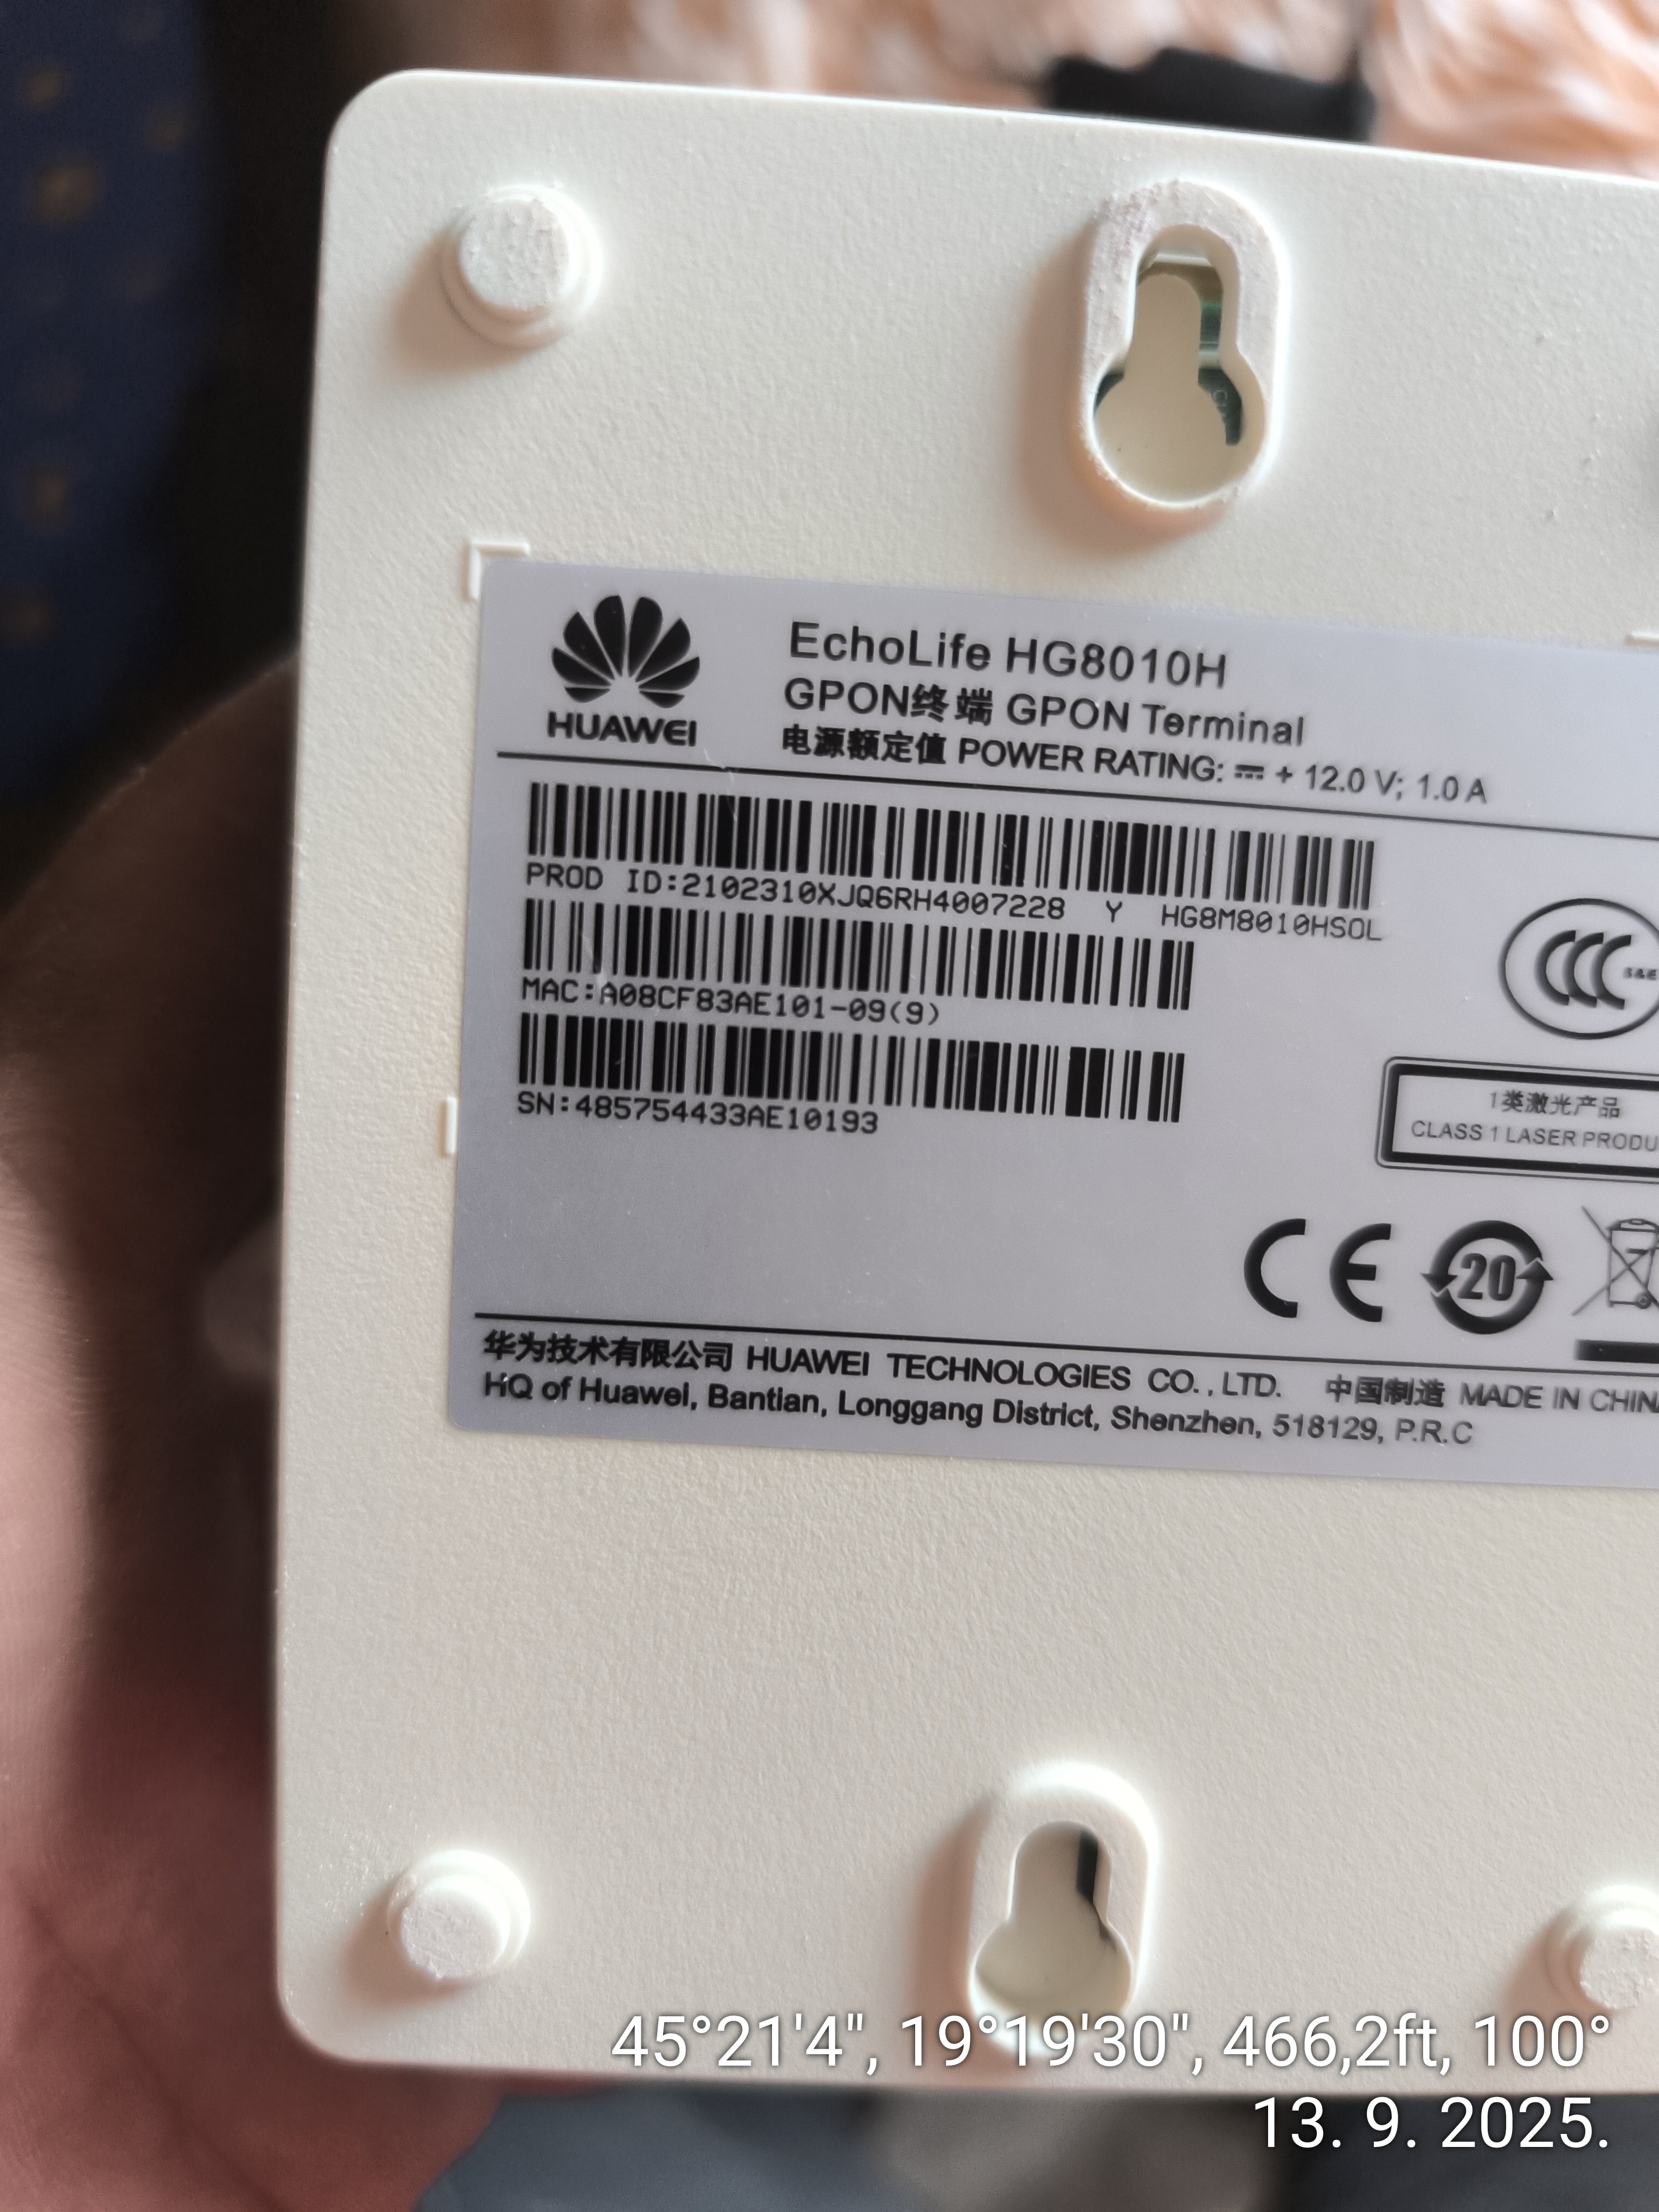 HUAWEI
EchoLife HG8010H
GPON终端 GPON Terminal
电源额定值 POWER RATING: ⎓ + 12.0 V; 1.0 A
PROD ID:2102310XJQ6RH4007228 Y HG8M8010HSOL
MAC:A08CF83AE101-09(9)
SN:485754433AE10193
CCC S&E
1类激光产品
CLASS 1 LASER PRODU
CE 20
华为技术有限公司 HUAWEI TECHNOLOGIES CO., LTD. 中国制造 MADE IN CHINA
HQ of Huawei, Bantian, Longgang District, Shenzhen, 518129, P.R.C
45°21'4", 19°19'30", 466,2ft, 100°
13. 9. 2025.